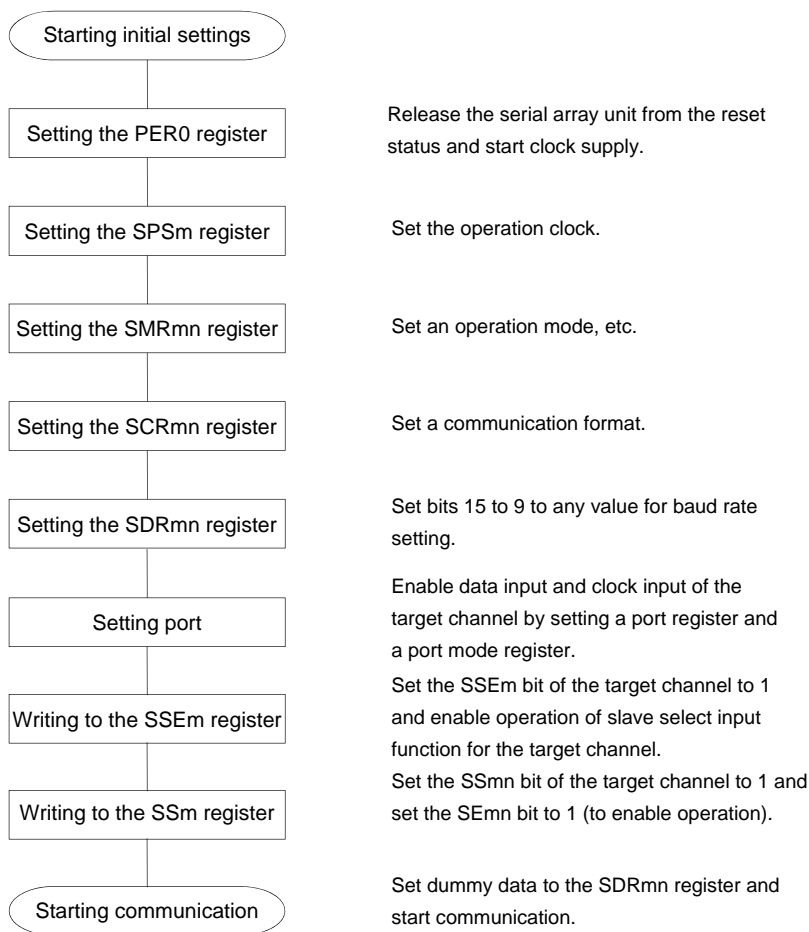 Starting initial settings
Setting the PER0 register
Release the serial array unit from the reset
status and start clock supply.
Setting the SPSm register
Set the operation clock.
Setting the SMRmn register
Set an operation mode, etc.
Setting the SCRmn register
Set a communication format.
Setting the SDRmn register
Set bits 15 to 9 to any value for baud rate
setting.
Setting port
Enable data input and clock input of the
target channel by setting a port register and
a port mode register.
Writing to the SSEm register
Set the SSEm bit of the target channel to 1
and enable operation of slave select input
function for the target channel.
Writing to the SSm register
Set the SSmn bit of the target channel to 1 and
set the SEmn bit to 1 (to enable operation).
Starting communication
Set dummy data to the SDRmn register and
start communication.